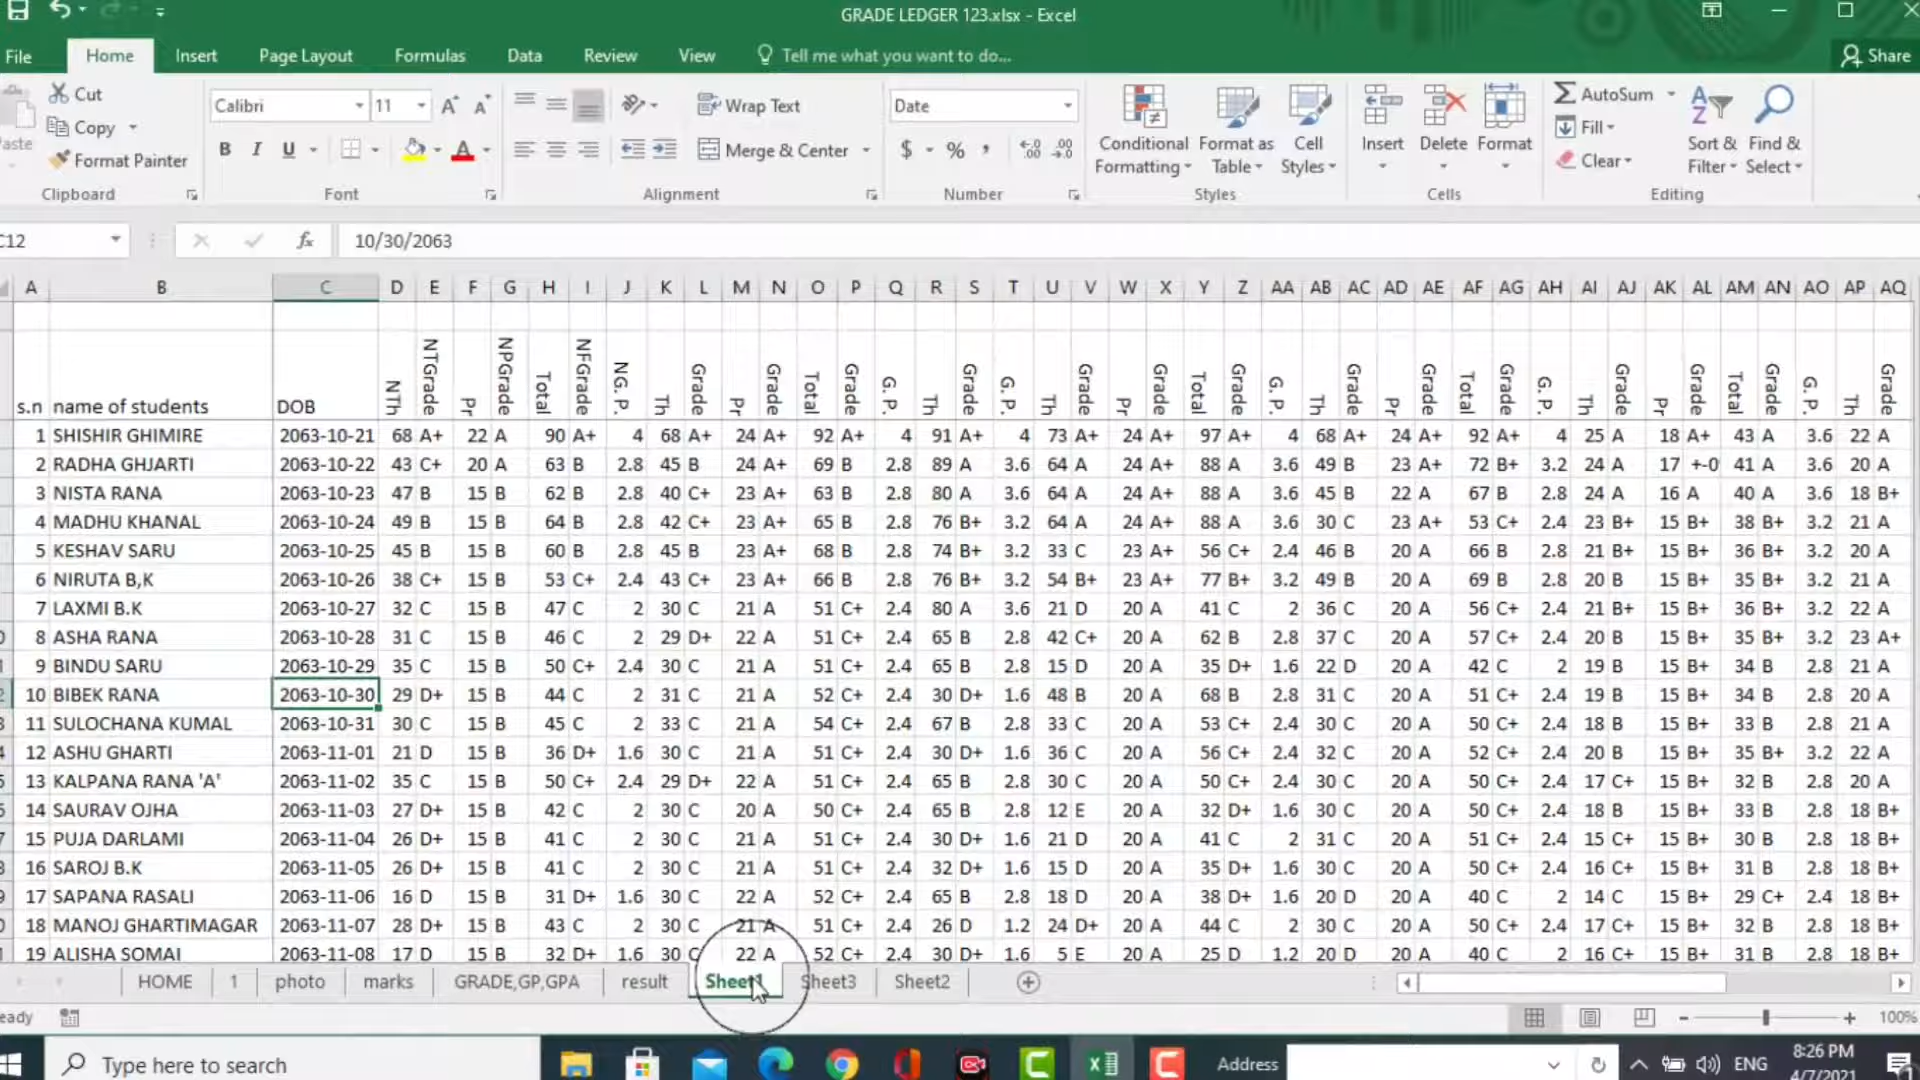 GRADE LEDGER 123.xlsx - Excel
File Home Insert Page Layout Formulas Data Review View Tell me what you want to do... Share
Cut
Copy
Format Painter
Clipboard
Calibri 11
B I U
Font
Wrap Text
Merge & Center
Alignment
Date
$ % ,
Number
Conditional Formatting
Format as Table
Cell Styles
Styles
Insert Delete Format
Cells
AutoSum
Fill
Clear
Sort & Filter
Find & Select
Editing
C12 fx 10/30/2063
A B C D E F G H I J K L M N O P Q R S T U V W X Y Z AA AB AC AD AE AF AG AH AI AJ AK AL AM AN AO AP AQ
s.n name of students DOB NTh NTGrade Pr NPGrade Total NFGrade NG. P. Th Grade Pr Grade Total Grade G. P. Th Grade G. P. Th Grade Pr Grade Total Grade G. P. Th Grade Pr Grade Total Grade G. P. Th Grade Pr Grade Total Grade G. P. Th Grade
1 SHISHIR GHIMIRE 2063-10-21 68 A+ 22 A 90 A+ 4 68 A+ 24 A+ 92 A+ 4 91 A+ 4 73 A+ 24 A+ 97 A+ 4 68 A+ 24 A+ 92 A+ 4 25 A 18 A+ 43 A 3.6 22 A
2 RADHA GHJARTI 2063-10-22 43 C+ 20 A 63 B 2.8 45 B 24 A+ 69 B 2.8 89 A 3.6 64 A 24 A+ 88 A 3.6 49 B 23 A+ 72 B+ 3.2 24 A 17 +-0 41 A 3.6 20 A
3 NISTA RANA 2063-10-23 47 B 15 B 62 B 2.8 40 C+ 23 A+ 63 B 2.8 80 A 3.6 64 A 24 A+ 88 A 3.6 45 B 22 A 67 B 2.8 24 A 16 A 40 A 3.6 18 B+
4 MADHU KHANAL 2063-10-24 49 B 15 B 64 B 2.8 42 C+ 23 A+ 65 B 2.8 76 B+ 3.2 64 A 24 A+ 88 A 3.6 30 C 23 A+ 53 C+ 2.4 23 B+ 15 B+ 38 B+ 3.2 21 A
5 KESHAV SARU 2063-10-25 45 B 15 B 60 B 2.8 45 B 23 A+ 68 B 2.8 74 B+ 3.2 33 C 23 A+ 56 C+ 2.4 46 B 20 A 66 B 2.8 21 B+ 15 B+ 36 B+ 3.2 20 A
6 NIRUTA B,K 2063-10-26 38 C+ 15 B 53 C+ 2.4 43 C+ 23 A+ 66 B 2.8 76 B+ 3.2 54 B+ 23 A+ 77 B+ 3.2 49 B 20 A 69 B 2.8 20 B 15 B+ 35 B+ 3.2 21 A
7 LAXMI B.K 2063-10-27 32 C 15 B 47 C 2 30 C 21 A 51 C+ 2.4 80 A 3.6 21 D 20 A 41 C 2 36 C 20 A 56 C+ 2.4 21 B+ 15 B+ 36 B+ 3.2 22 A
8 ASHA RANA 2063-10-28 31 C 15 B 46 C 2 29 D+ 22 A 51 C+ 2.4 65 B 2.8 42 C+ 20 A 62 B 2.8 37 C 20 A 57 C+ 2.4 20 B 15 B+ 35 B+ 3.2 23 A+
9 BINDU SARU 2063-10-29 35 C 15 B 50 C+ 2.4 30 C 21 A 51 C+ 2.4 65 B 2.8 15 D 20 A 35 D+ 1.6 22 D 20 A 42 C 2 19 B 15 B+ 34 B 2.8 21 A
10 BIBEK RANA 2063-10-30 29 D+ 15 B 44 C 2 31 C 21 A 52 C+ 2.4 30 D+ 1.6 48 B 20 A 68 B 2.8 31 C 20 A 51 C+ 2.4 19 B 15 B+ 34 B 2.8 20 A
11 SULOCHANA KUMAL 2063-10-31 30 C 15 B 45 C 2 33 C 21 A 54 C+ 2.4 67 B 2.8 33 C 20 A 53 C+ 2.4 30 C 20 A 50 C+ 2.4 18 B 15 B+ 33 B 2.8 21 A
12 ASHU GHARTI 2063-11-01 21 D 15 B 36 D+ 1.6 30 C 21 A 51 C+ 2.4 30 D+ 1.6 36 C 20 A 56 C+ 2.4 32 C 20 A 52 C+ 2.4 20 B 15 B+ 35 B+ 3.2 22 A
13 KALPANA RANA 'A' 2063-11-02 35 C 15 B 50 C+ 2.4 29 D+ 22 A 51 C+ 2.4 65 B 2.8 30 C 20 A 50 C+ 2.4 30 C 20 A 50 C+ 2.4 17 C+ 15 B+ 32 B 2.8 20 A
14 SAURAV OJHA 2063-11-03 27 D+ 15 B 42 C 2 30 C 20 A 50 C+ 2.4 65 B 2.8 12 E 20 A 32 D+ 1.6 30 C 20 A 50 C+ 2.4 18 B 15 B+ 33 B 2.8 18 B+
15 PUJA DARLAMI 2063-11-04 26 D+ 15 B 41 C 2 30 C 21 A 51 C+ 2.4 30 D+ 1.6 21 D 20 A 41 C 2 31 C 20 A 51 C+ 2.4 15 C+ 15 B+ 30 B 2.8 18 B+
16 SAROJ B.K 2063-11-05 26 D+ 15 B 41 C 2 30 C 21 A 51 C+ 2.4 32 D+ 1.6 15 D 20 A 35 D+ 1.6 30 C 20 A 50 C+ 2.4 16 C+ 15 B+ 31 B 2.8 18 B+
17 SAPANA RASALI 2063-11-06 16 D 15 B 31 D+ 1.6 30 C 22 A 52 C+ 2.4 65 B 2.8 18 D 20 A 38 D+ 1.6 20 D 20 A 40 C 2 14 C 15 B+ 29 C+ 2.4 18 B+
18 MANOJ GHARTIMAGAR 2063-11-07 28 D+ 15 B 43 C 2 30 C 21 A 51 C+ 2.4 26 D 1.2 24 D+ 20 A 44 C 2 30 C 20 A 50 C+ 2.4 17 C+ 15 B+ 32 B 2.8 18 B+
19 ALISHA SOMAI 2063-11-08 17 D 15 B 32 D+ 1.6 30 C 22 A 52 C+ 2.4 30 D+ 1.6 5 E 20 A 25 D 1.2 20 D 20 A 40 C 2 16 C+ 15 B+ 31 B 2.8 18 B+
HOME 1 photo marks GRADE,GP,GPA result Sheet1 Sheet3 Sheet2
eady 100%
Type here to search Address ENG 8:26 PM
4/7/2021